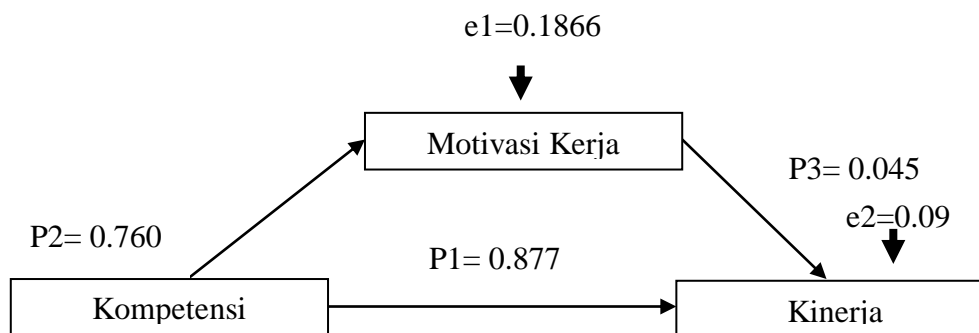 e1=0.1866
Motivasi Kerja
P3= 0.045
e2=0.09
P2= 0.760
P1= 0.877
Kompetensi
Kinerja